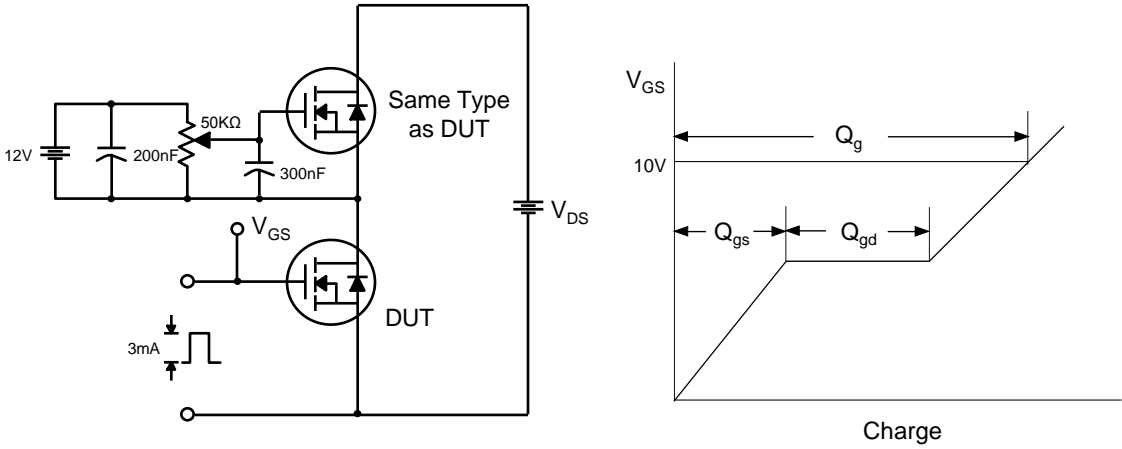 12V
200nF
50KΩ
300nF
Same Type
as DUT
V_DS
V_GS
DUT
3mA
V_GS
10V
Q_g
Q_gs
Q_gd
Charge